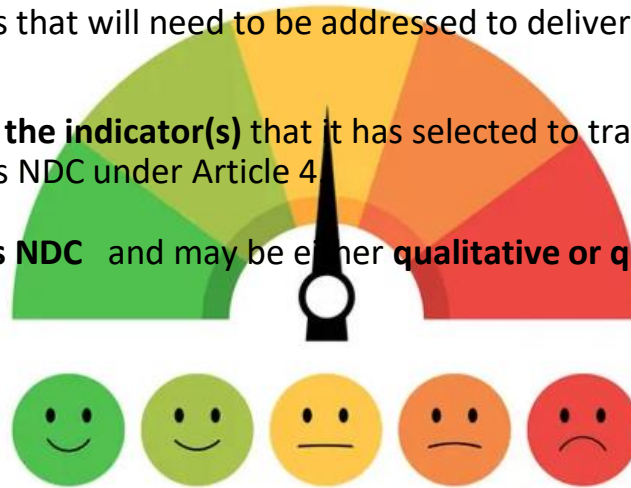 s that will need to be addressed to deliver
the indicator(s) that it has selected to tra
s NDC under Article 4
s NDC and may be either qualitative or q